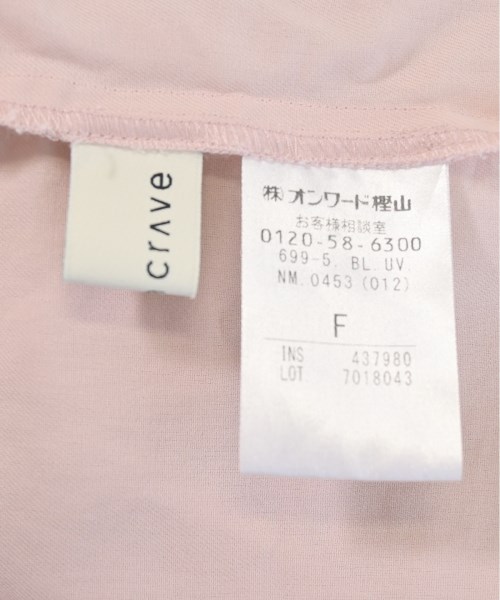 crʌve
㈱オンワード樫山
お客様相談室
0120-58-6300
699-5. BL. UV
NM. 0453 (012)
F
INS 437980
LOT 7018043